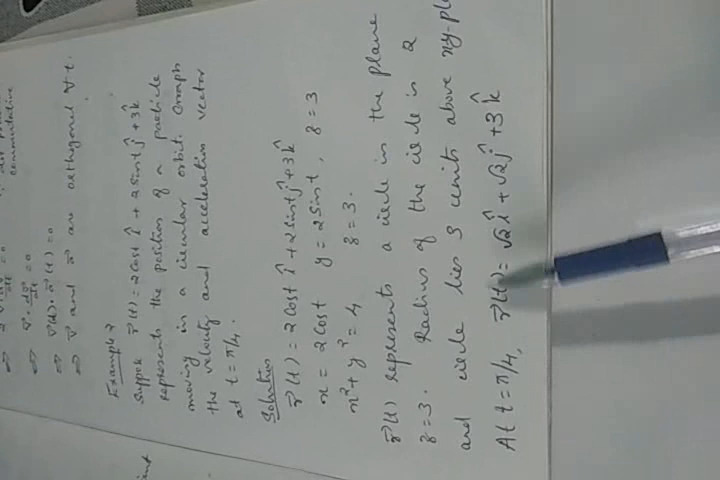 ⇒ v⃗ · dv⃗/dt = 0
⇒ v⃗(t) · a⃗(t) = 0
⇒ v⃗ and a⃗ are orthogonal ∀ t.
commutative
Example 2
Suppose r⃗(t) = 2cost î + 2sint ĵ + 3k̂
represents the position of a particle
moving in a circular orbit. Graph
the velocity and acceleration vector
at t = π/4.
Solution
r⃗(t) = 2cost î + 2sint ĵ + 3k̂
x = 2cost y = 2sint, z = 3
x² + y² = 4 z = 3.
r⃗(t) represents a circle in the plane
z = 3. Radius of the circle is 2
and circle lies 3 units above xy-pl
At t = π/4, r⃗(t) = √2 î + √2 ĵ + 3k̂